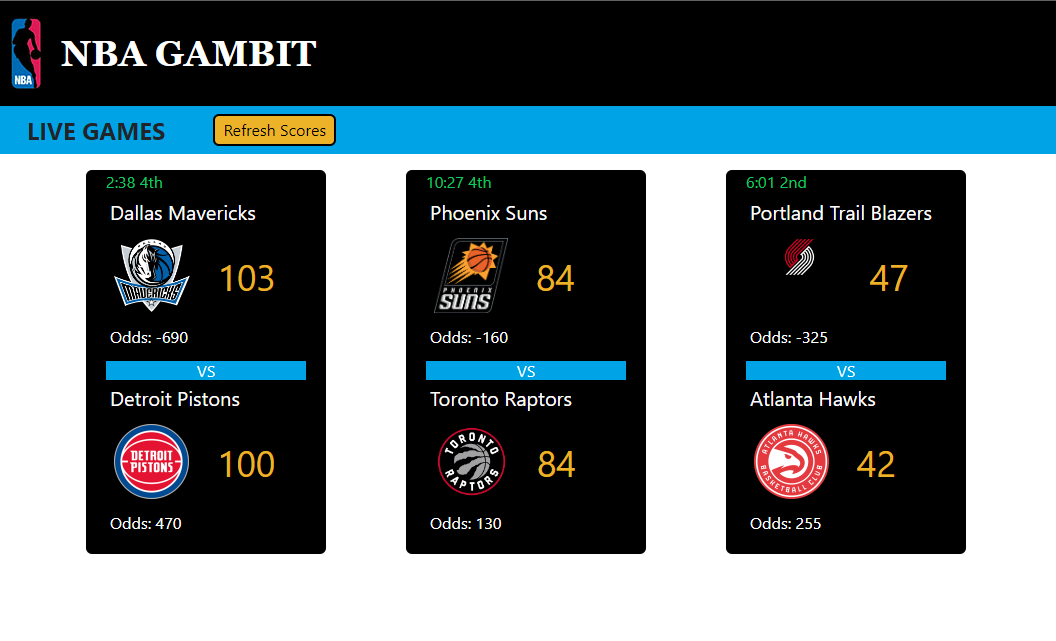 NBA
NBA GAMBIT
LIVE GAMES
Refresh Scores
2:38 4th
Dallas Mavericks
MAVERICKS
103
Odds: -690
VS
Detroit Pistons
DETROIT
PISTONS
100
Odds: 470
10:27 4th
Phoenix Suns
PHOENIX
SUNS
84
Odds: -160
VS
Toronto Raptors
TORONTO
RAPTORS
84
Odds: 130
6:01 2nd
Portland Trail Blazers
47
Odds: -325
VS
Atlanta Hawks
ATLANTA HAWKS
BASKETBALL CLUB
42
Odds: 255